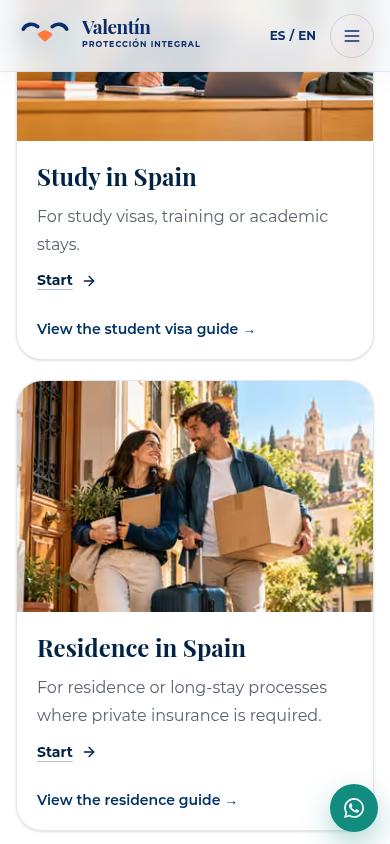 Valentín
PROTECCIÓN INTEGRAL
ES / EN
Study in Spain
For study visas, training or academic
stays.
Start →
View the student visa guide →
Residence in Spain
For residence or long-stay processes
where private insurance is required.
Start →
View the residence guide →